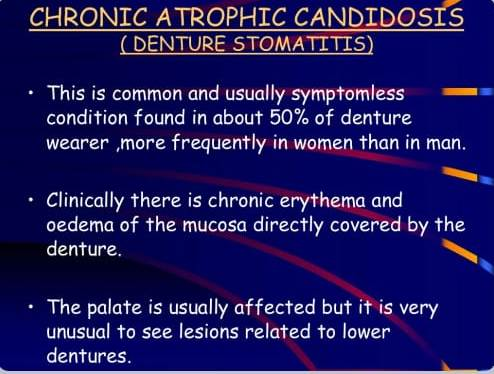 CHRONIC ATROPHIC CANDIDOSIS
( DENTURE STOMATITIS)
• This is common and usually symptomless
condition found in about 50% of denture
wearer ,more frequently in women than in man.
• Clinically there is chronic erythema and
oedema of the mucosa directly covered by the
denture.
• The palate is usually affected but it is very
unusual to see lesions related to lower
dentures.